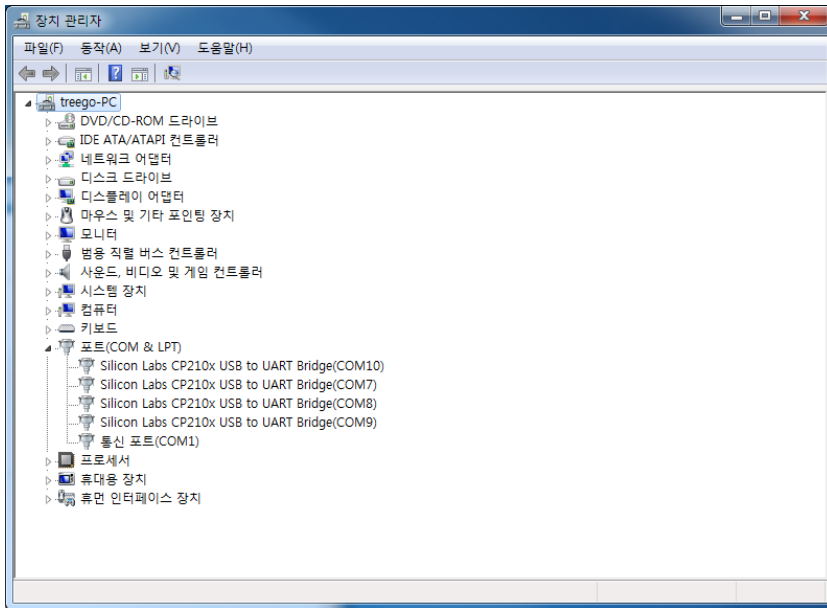 장치 관리자
파일(F) 동작(A) 보기(V) 도움말(H)
treego-PC
DVD/CD-ROM 드라이브
IDE ATA/ATAPI 컨트롤러
네트워크 어댑터
디스크 드라이브
디스플레이 어댑터
마우스 및 기타 포인팅 장치
모니터
범용 직렬 버스 컨트롤러
사운드, 비디오 및 게임 컨트롤러
시스템 장치
컴퓨터
키보드
포트(COM & LPT)
Silicon Labs CP210x USB to UART Bridge(COM10)
Silicon Labs CP210x USB to UART Bridge(COM7)
Silicon Labs CP210x USB to UART Bridge(COM8)
Silicon Labs CP210x USB to UART Bridge(COM9)
통신 포트(COM1)
프로세서
휴대용 장치
휴먼 인터페이스 장치